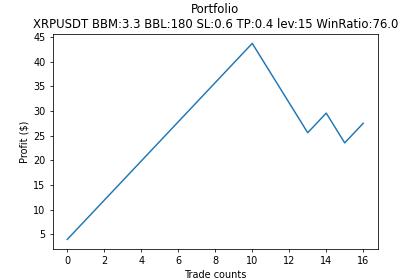 Portfolio
XRPUSDT BBM:3.3 BBL:180 SL:0.6 TP:0.4 lev:15 WinRatio:76.0
45
40
35
30
25
20
15
10
5
Profit ($)
0 2 4 6 8 10 12 14 16
Trade counts